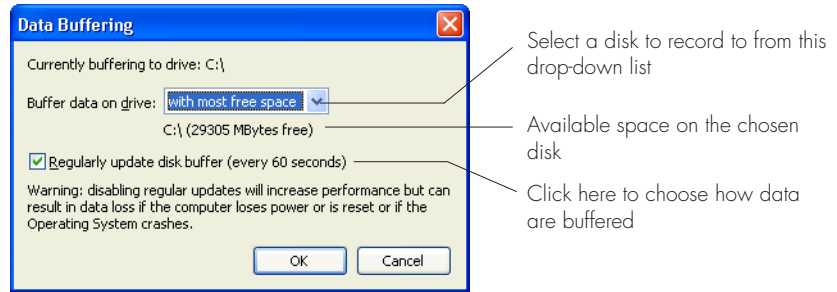 Data Buffering
Currently buffering to drive: C:\
Buffer data on drive: with most free space
C:\ (29305 MBytes free)
Regularly update disk buffer (every 60 seconds)
Warning: disabling regular updates will increase performance but can
result in data loss if the computer loses power or is reset or if the
Operating System crashes.
OK Cancel
Select a disk to record to from this
drop-down list
Available space on the chosen
disk
Click here to choose how data
are buffered